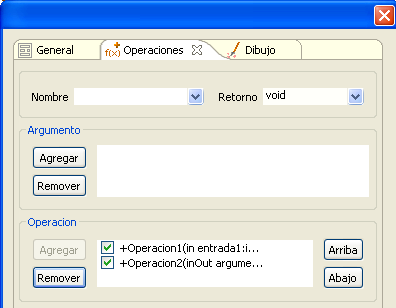 General
f(x) Operaciones
Dibujo
Nombre
Retorno void
Argumento
Agregar
Remover
Operacion
Agregar
+Operacion1(in entrada1:i...
Arriba
+Operacion2(inOut argume...
Remover
Abajo